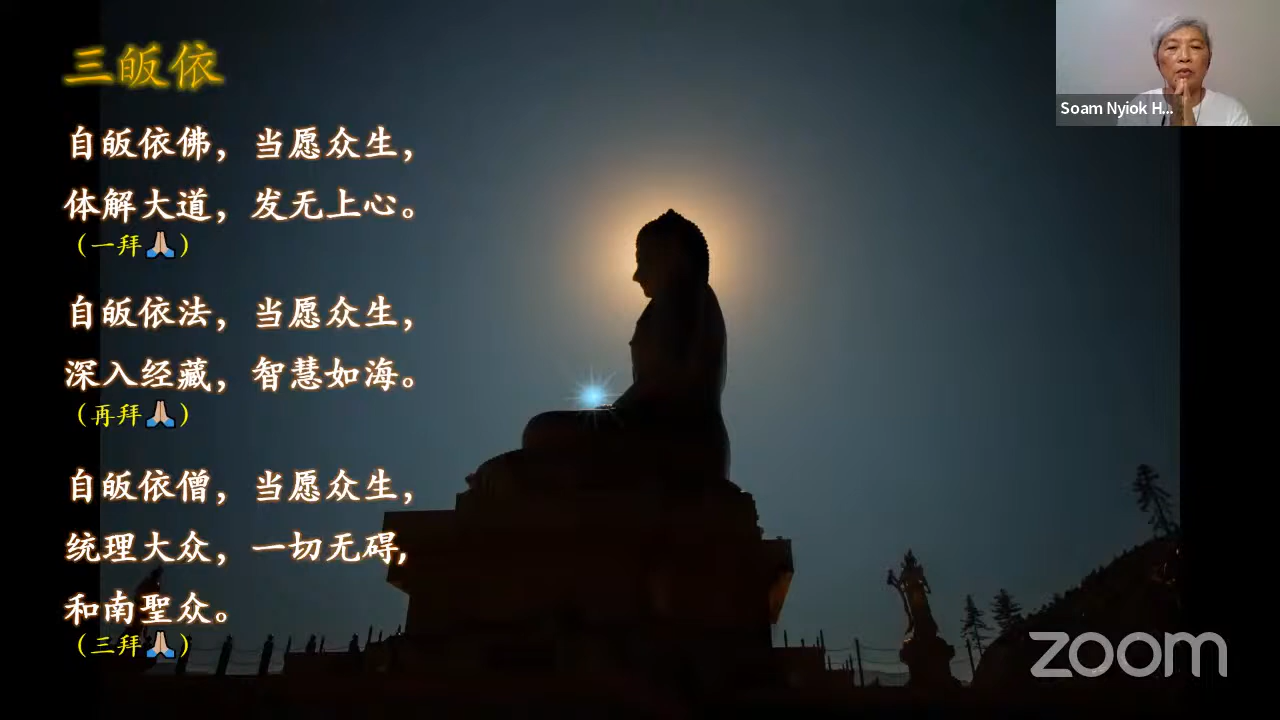 三皈依
自皈依佛，当愿众生，
体解大道，发无上心。
（一拜🙏🏼）
自皈依法，当愿众生，
深入经藏，智慧如海。
（再拜🙏🏼）
自皈依僧，当愿众生，
统理大众，一切无碍,
和南聖众。
（三拜🙏🏼）
Soam Nyiok H...
zoom